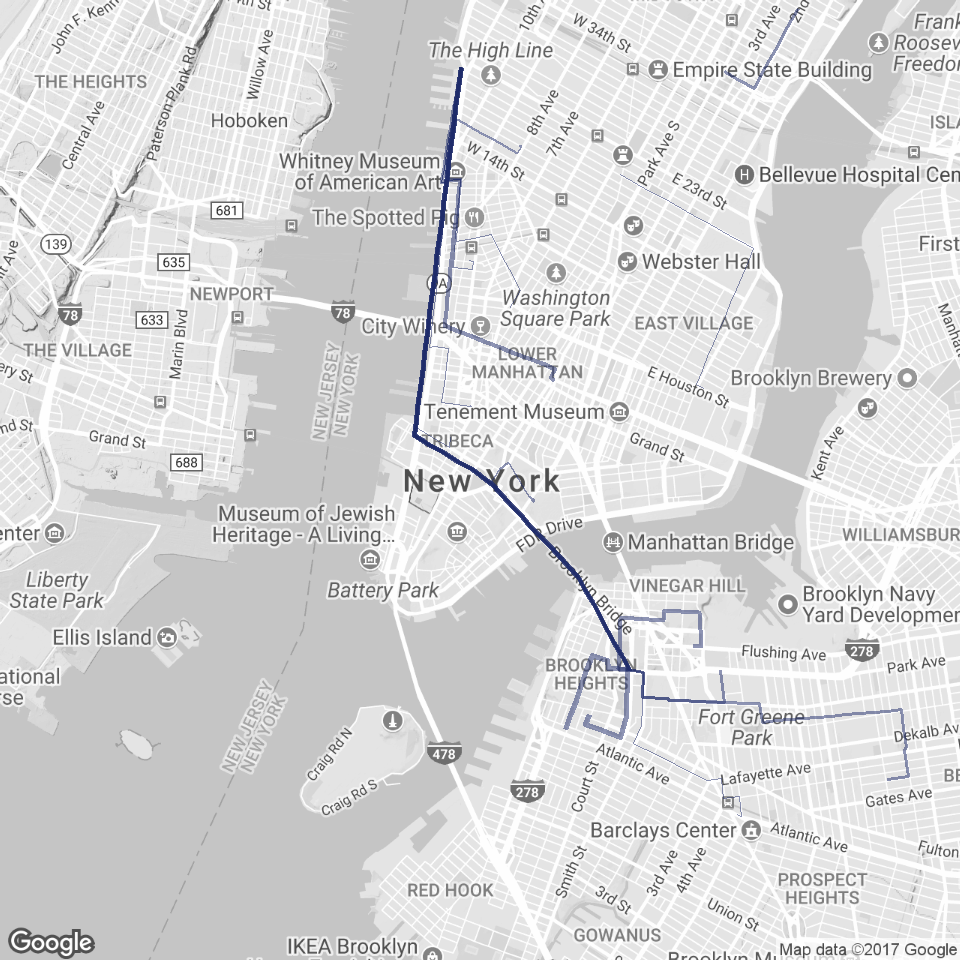 John F. Kenn
Central Ave
Paterson Plank Rd
Willow Ave
THE HEIGHTS
Hoboken
10th A
W 34th St
3rd Ave
2nd
The High Line
Frank
Roosev
Freedom
Empire State Building
8th Ave
7th Ave
Park Ave S
ISLA
Whitney Museum
of American Art
W 14th St
E 23rd St
Bellevue Hospital Cen
681
The Spotted Pig
139
635
Webster Hall
First
NEWPORT
Washington
Square Park
78
633
Marin Blvd
78
City Winery
EAST VILLAGE
Manhatt
THE VILLAGE
NEW JERSEY
NEW YORK
LOWER
MANHATTAN
E Houston St
Brooklyn Brewery
ery St
nd St
Grand St
Tenement Museum
TRIBECA
Grand St
Kent Ave
688
New York
Museum of Jewish
Heritage - A Living...
FDR Drive
Manhattan Bridge
WILLIAMSBUR
enter
Liberty
State Park
Battery Park
Brooklyn Bridge
VINEGAR HILL
Brooklyn Navy
Yard Developmen
Ellis Island
278
Flushing Ave
Park Ave
BROOKLYN
HEIGHTS
ational
rse
NEW JERSEY
NEW YORK
Fort Greene
Park
Dekalb Av
Craig Rd N
478
Atlantic Ave
Lafayette Ave
BE
Craig Rd S
278
Court St
Gates Ave
Barclays Center
Atlantic Ave
Fulton
RED HOOK
Smith St
3rd St
3rd Ave
4th Ave
PROSPECT
HEIGHTS
Union St
GOWANUS
IKEA Brooklyn
Google
Map data ©2017 Google